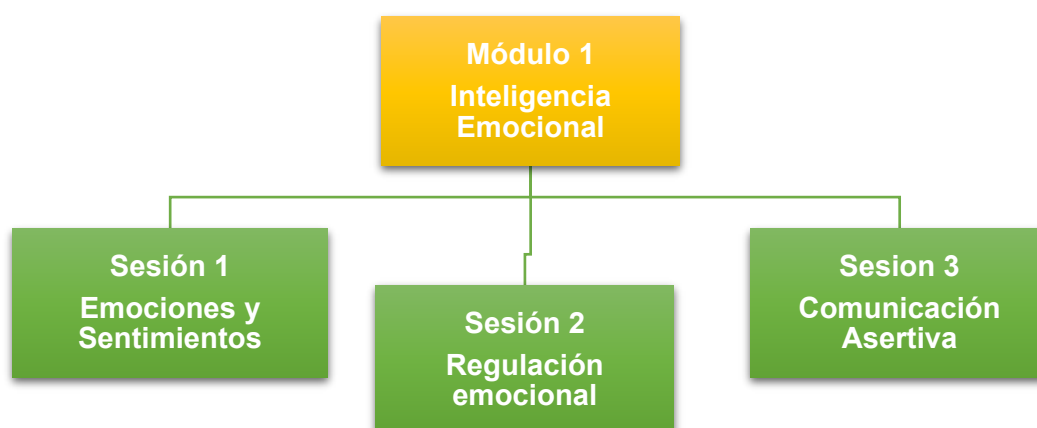 Módulo 1
Inteligencia
Emocional
Sesión 1
Emociones y
Sentimientos
Sesión 2
Regulación
emocional
Sesion 3
Comunicación
Asertiva